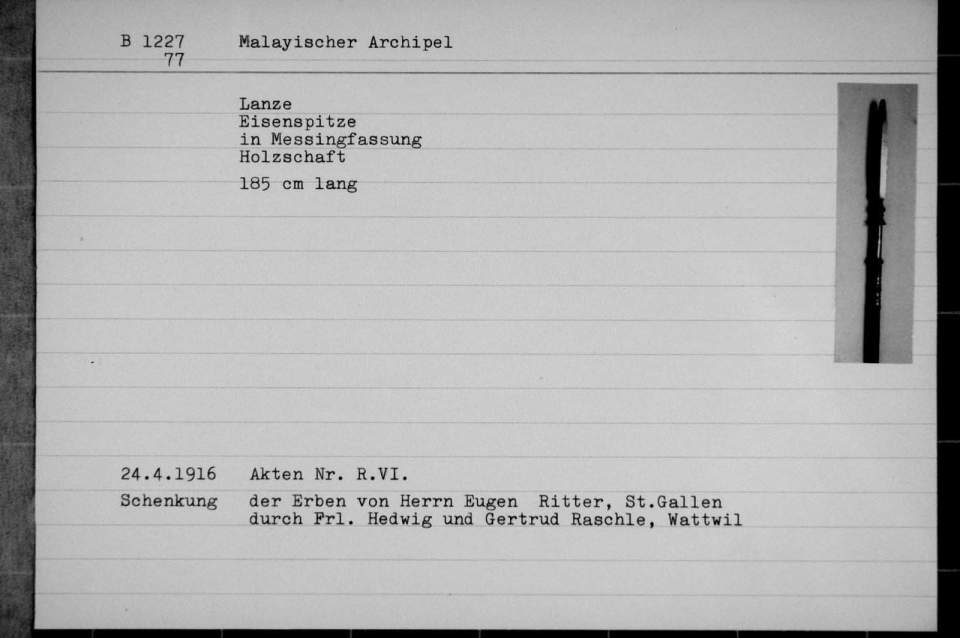 B 1227 Malayischer Archipel
77
Lanze
Eisenspitze
in Messingfassung
Holzschaft
185 cm lang
24.4.1916 Akten Nr. R.VI.
Schenkung der Erben von Herrn Eugen Ritter, St.Gallen
durch Frl. Hedwig und Gertrud Raschle, Wattwil